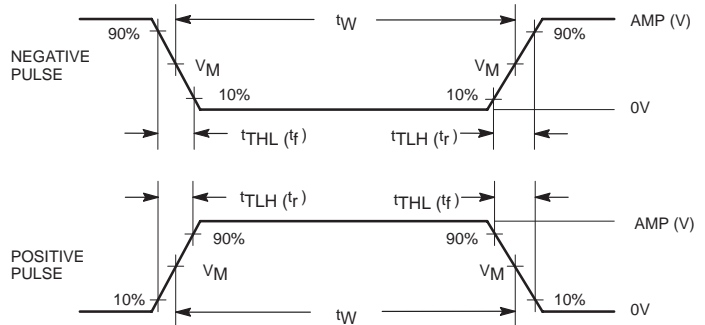 tW AMP (V)
90% 90%
NEGATIVE
PULSE
VM VM
10% 10%
0V
tTHL (tf) tTLH (tr)
tTLH (tr) tTHL (tf)
AMP (V)
90% 90%
POSITIVE
PULSE
VM VM
10% 10%
tW 0V